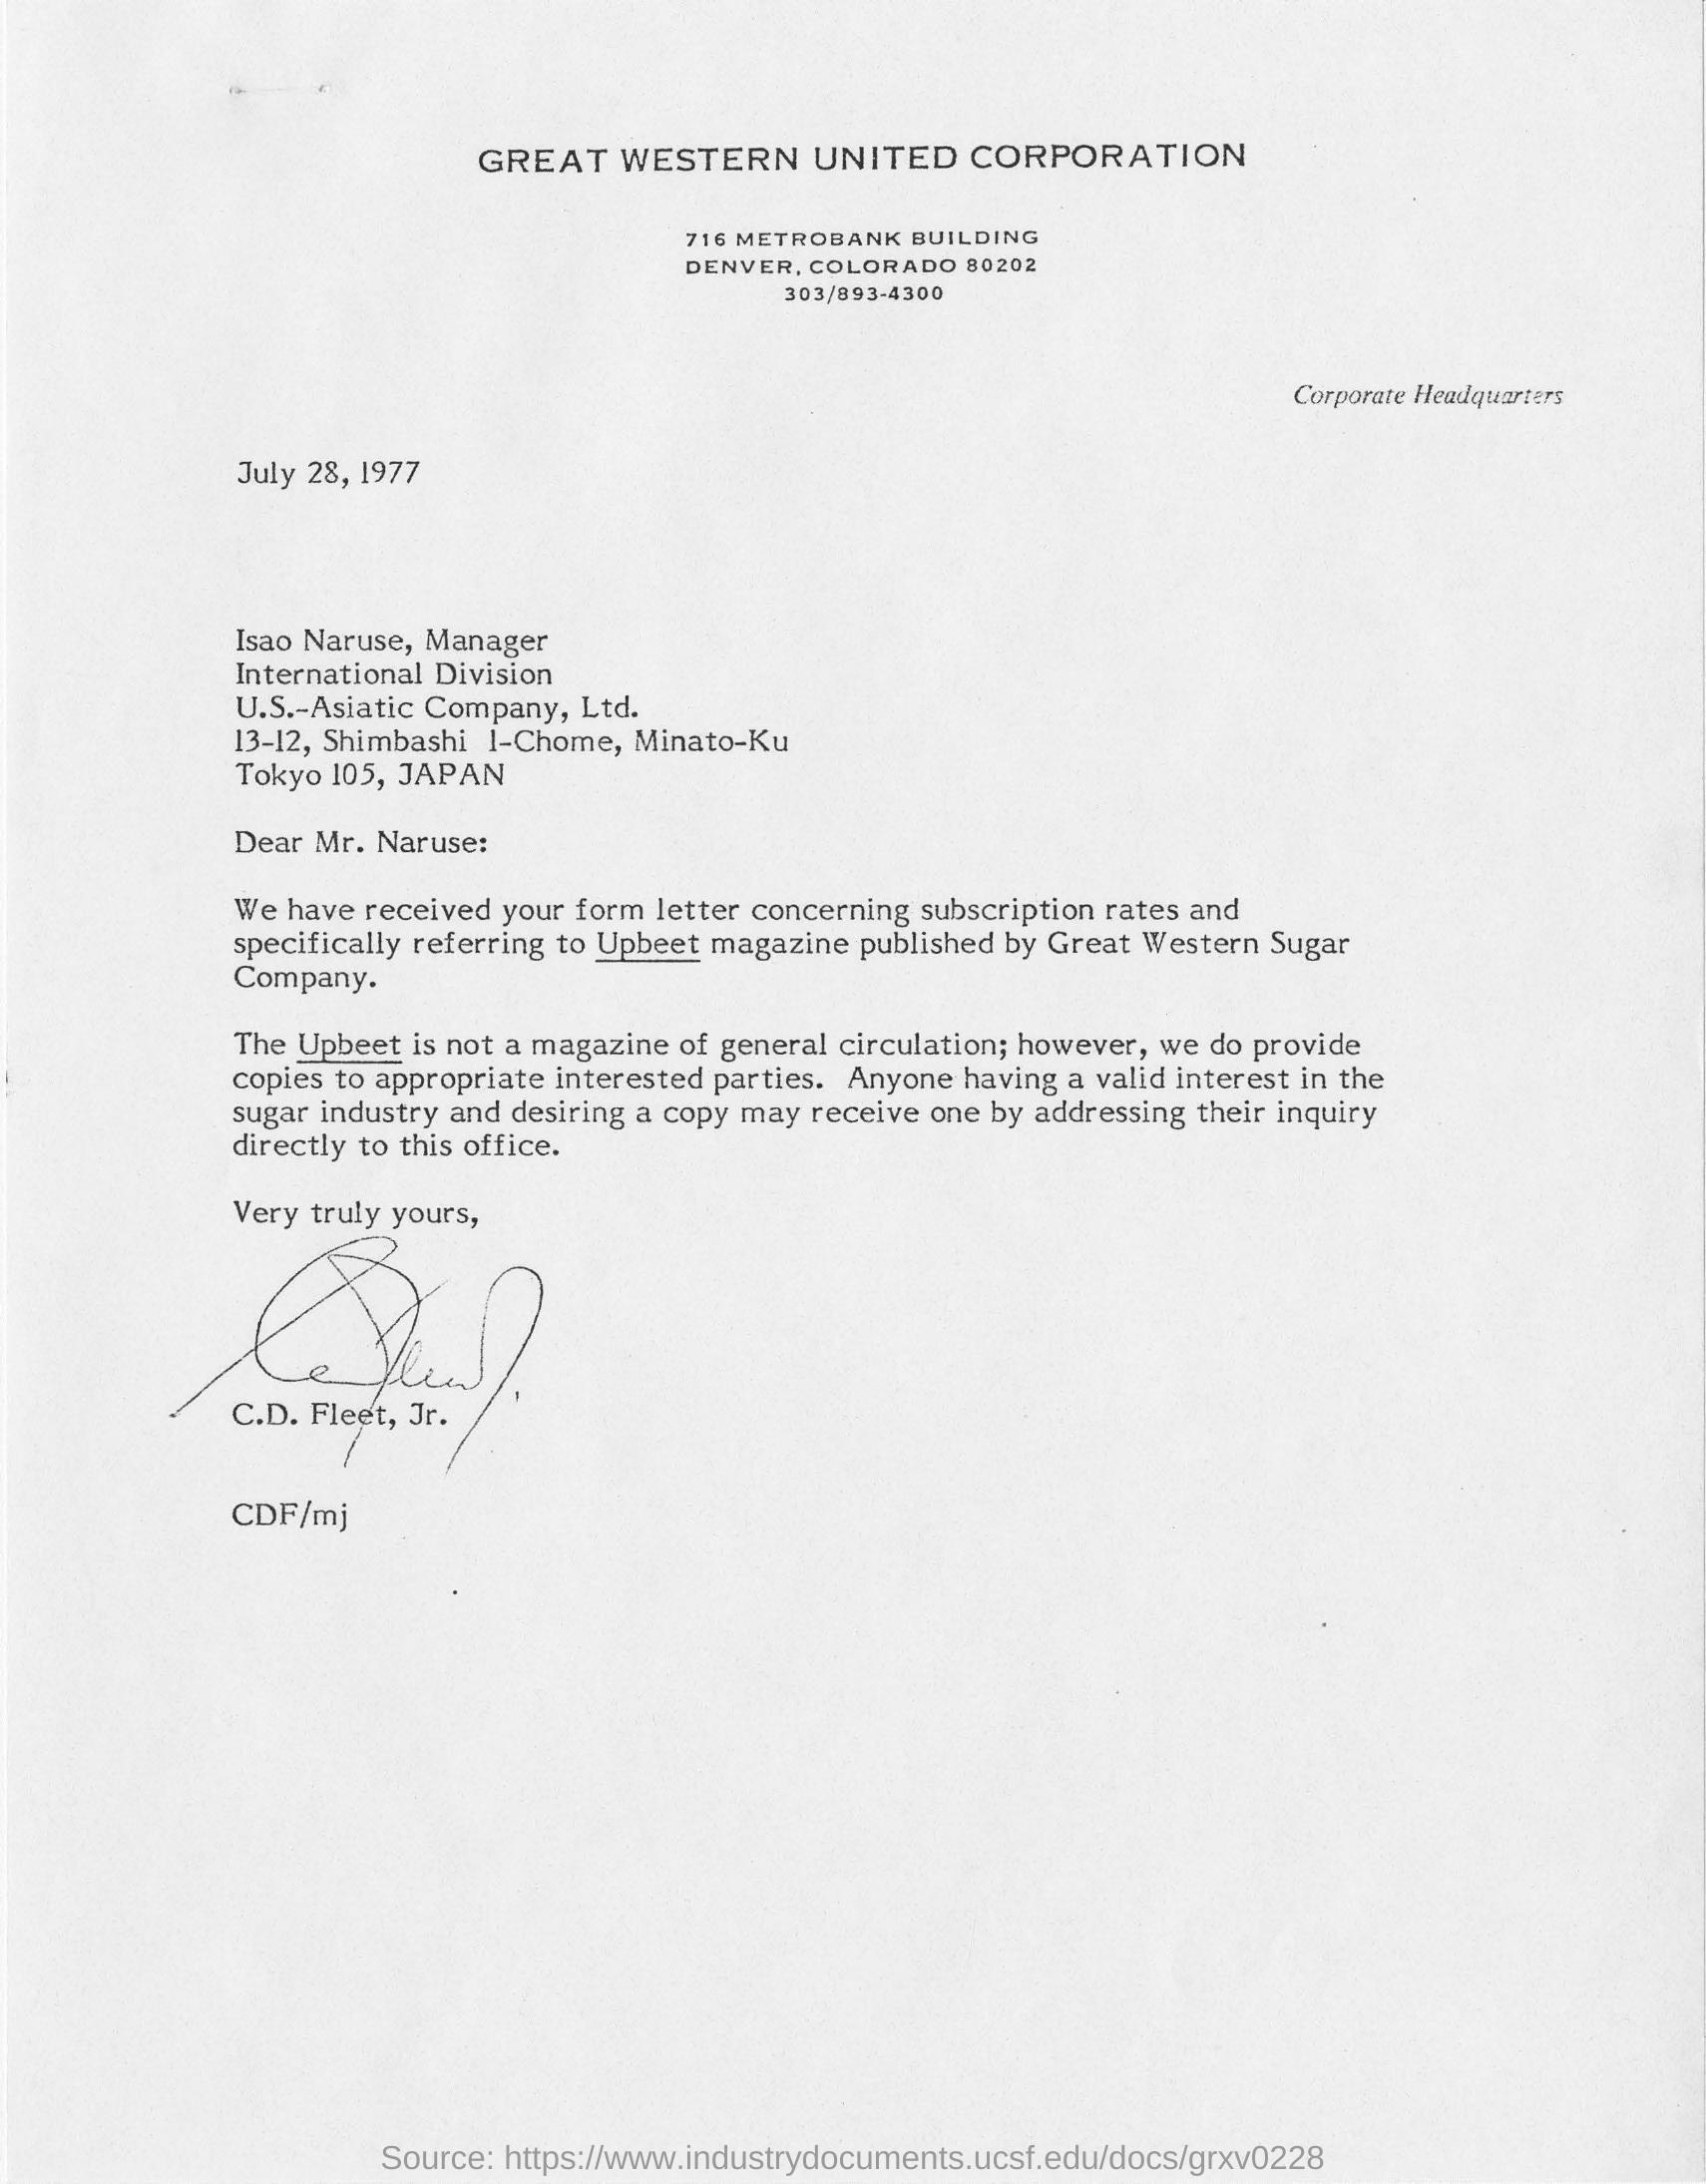 GREAT WESTERN UNITED CORPORATION
716 METROBANK BUILDING
DENVER, COLORADO 80202
303/893-4300
Corporate Headquarters
July 28, 1977
Isao Naruse, Manager
International Division
U.S.-Asiatic Company, Ltd.
13-12, Shimbashi 1-Chome, Minato-Ku
Tokyo 105, JAPAN
Dear Mr. Naruse:
We have received your form letter concerning subscription rates and
specifically referring to Upbeet magazine published by Great Western Sugar
Company.
The Upbeet is not a magazine of general circulation; however, we do provide
copies to appropriate interested parties. Anyone having a valid interest in the
sugar industry and desiring a copy may receive one by addressing their inquiry
directly to this office.
Very truly yours,
C.D. Fleet, Jr.
CDF/mj
Source: https://www.industrydocuments.ucsf.edu/docs/grxv0228